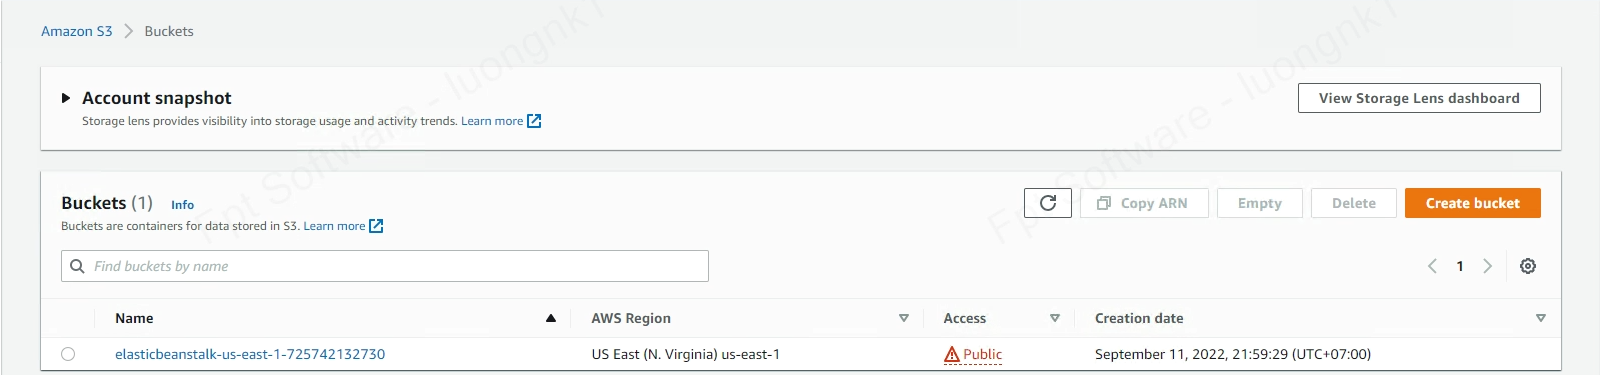 Amazon S3 > Buckets
Account snapshot
View Storage Lens dashboard
Storage lens provides visibility into storage usage and activity trends. Learn more
Buckets (1) Info
Copy ARN Empty Delete Create bucket
Buckets are containers for data stored in S3. Learn more
Find buckets by name
1
Name AWS Region Access Creation date
elasticbeanstalk-us-east-1-725742132730 US East (N. Virginia) us-east-1 Public September 11, 2022, 21:59:29 (UTC+07:00)
Fpt Software - luongnk1
Fpt Software - luongnk1